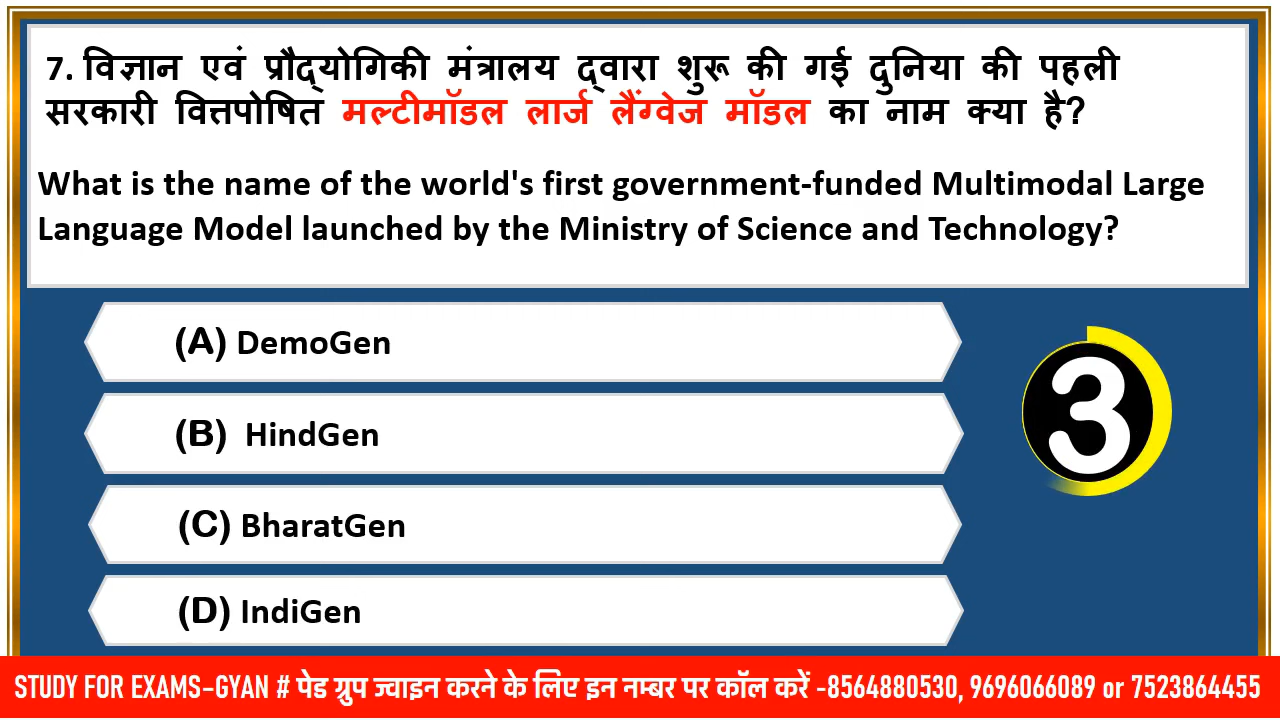 7. विज्ञान एवं प्रौद्योगिकी मंत्रालय द्वारा शुरू की गई दुनिया की पहली
सरकारी वित्तपोषित मल्टीमॉडल लार्ज लैंग्वेज मॉडल का नाम क्या है?
What is the name of the world's first government-funded Multimodal Large
Language Model launched by the Ministry of Science and Technology?
(A) DemoGen
(B) HindGen
(C) BharatGen
(D) IndiGen
3
STUDY FOR EXAMS-GYAN # पेड ग्रुप ज्वाइन करने के लिए इन नम्बर पर कॉल करें -8564880530, 9696066089 or 7523864455